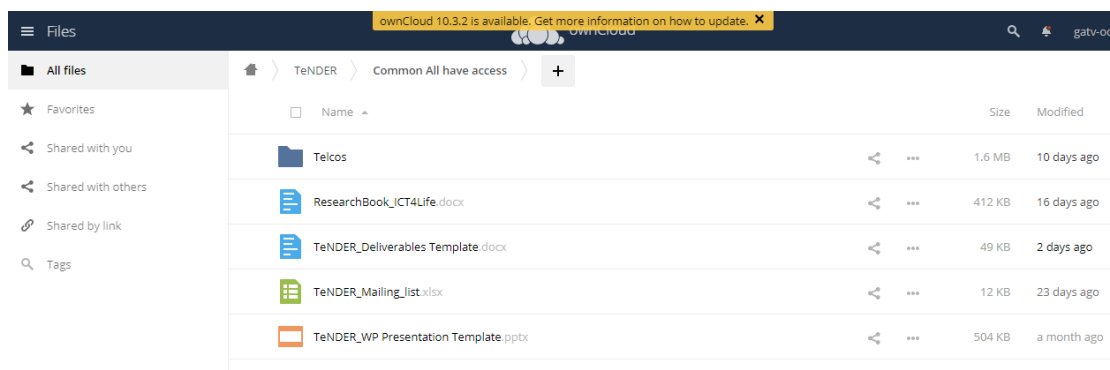 ownCloud 10.3.2 is available. Get more information on how to update. ×
Files
ownCloud
gatv-oc
All files
TeNDER
Common All have access
+
Favorites
Name
Size
Modified
Shared with you
Telcos
1.6 MB
10 days ago
Shared with others
ResearchBook_ICT4Life.docx
412 KB
16 days ago
Shared by link
TeNDER_Deliverables Template.docx
49 KB
2 days ago
Tags
TeNDER_Mailing_list.xlsx
12 KB
23 days ago
TeNDER_WP Presentation Template.pptx
504 KB
a month ago